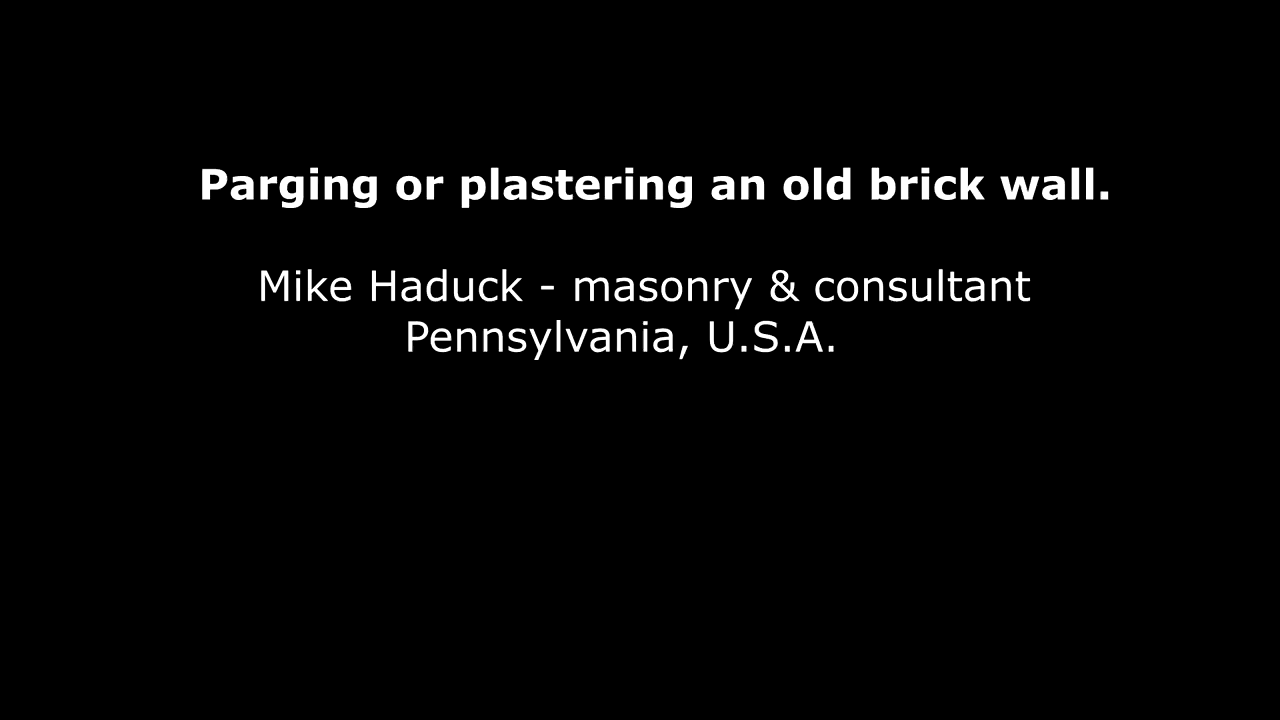 Parging or plastering an old brick wall.
Mike Haduck - masonry & consultant
Pennsylvania, U.S.A.